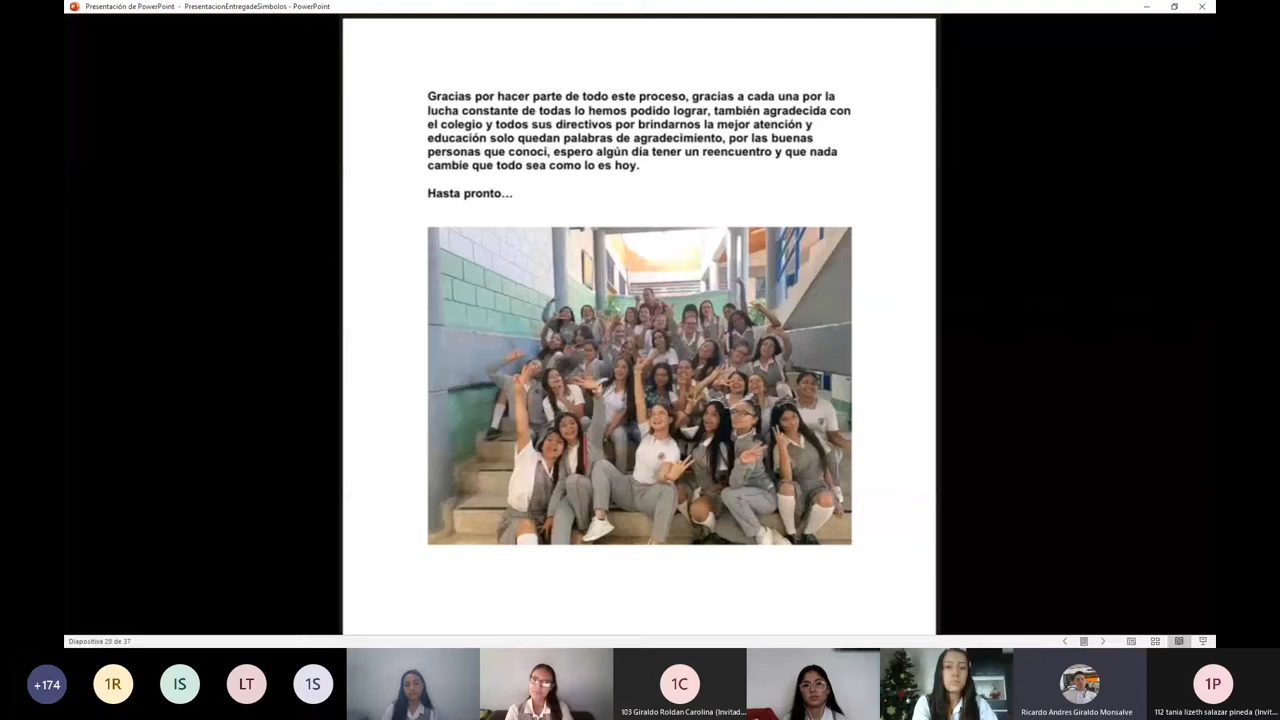 Presentación de PowerPoint - PresentacionEntregadeSimbolos - PowerPoint
Gracias por hacer parte de todo este proceso, gracias a cada una por la
lucha constante de todas lo hemos podido lograr, también agradecida con
el colegio y todos sus directivos por brindarnos la mejor atención y
educación solo quedan palabras de agradecimiento, por las buenas
personas que conocí, espero algún día tener un reencuentro y que nada
cambie que todo sea como lo es hoy.
Hasta pronto...
Diapositiva 28 de 37
+174
1R
IS
LT
1S
1C
103 Giraldo Roldan Carolina (Invitad...
Ricardo Andres Giraldo Monsalve
1P
112 tania lizeth salazar pineda (Invit...